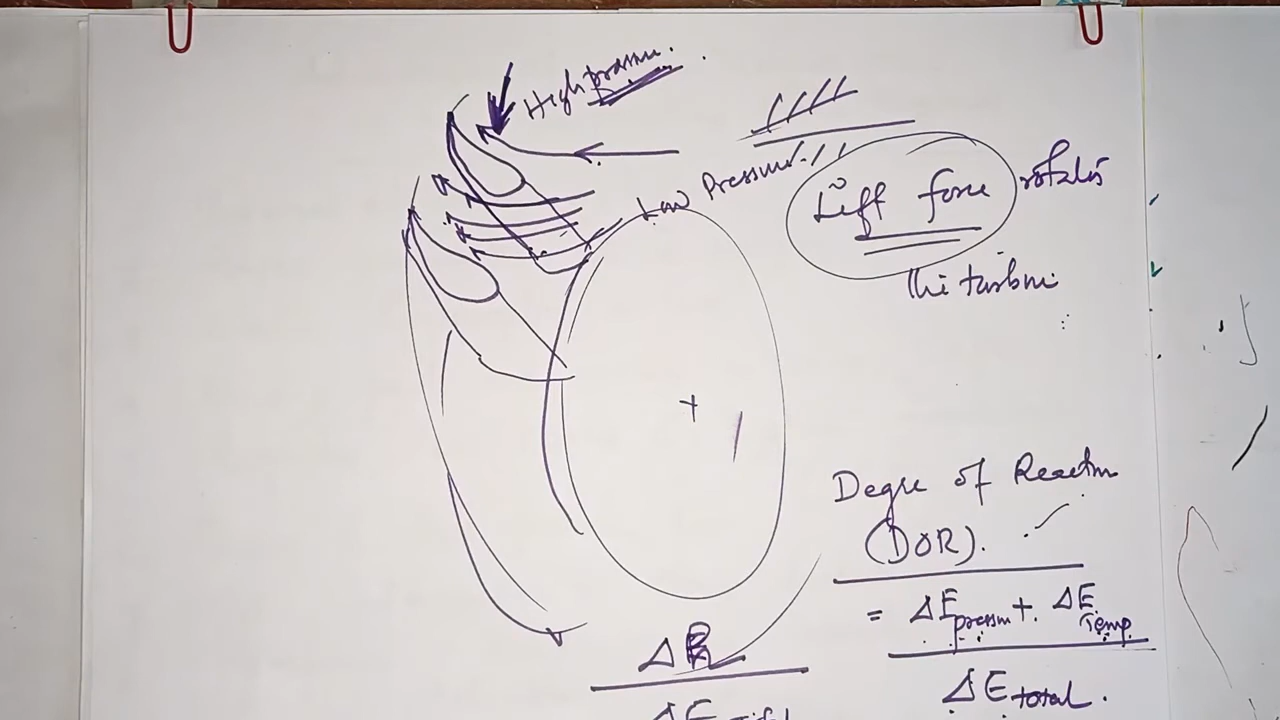 High pressure.
Low Pressure.
Lift force rotates
the turbine
Degree of Reaction
(DOR).
= ΔE pressure + ΔE Temp
ΔE total.